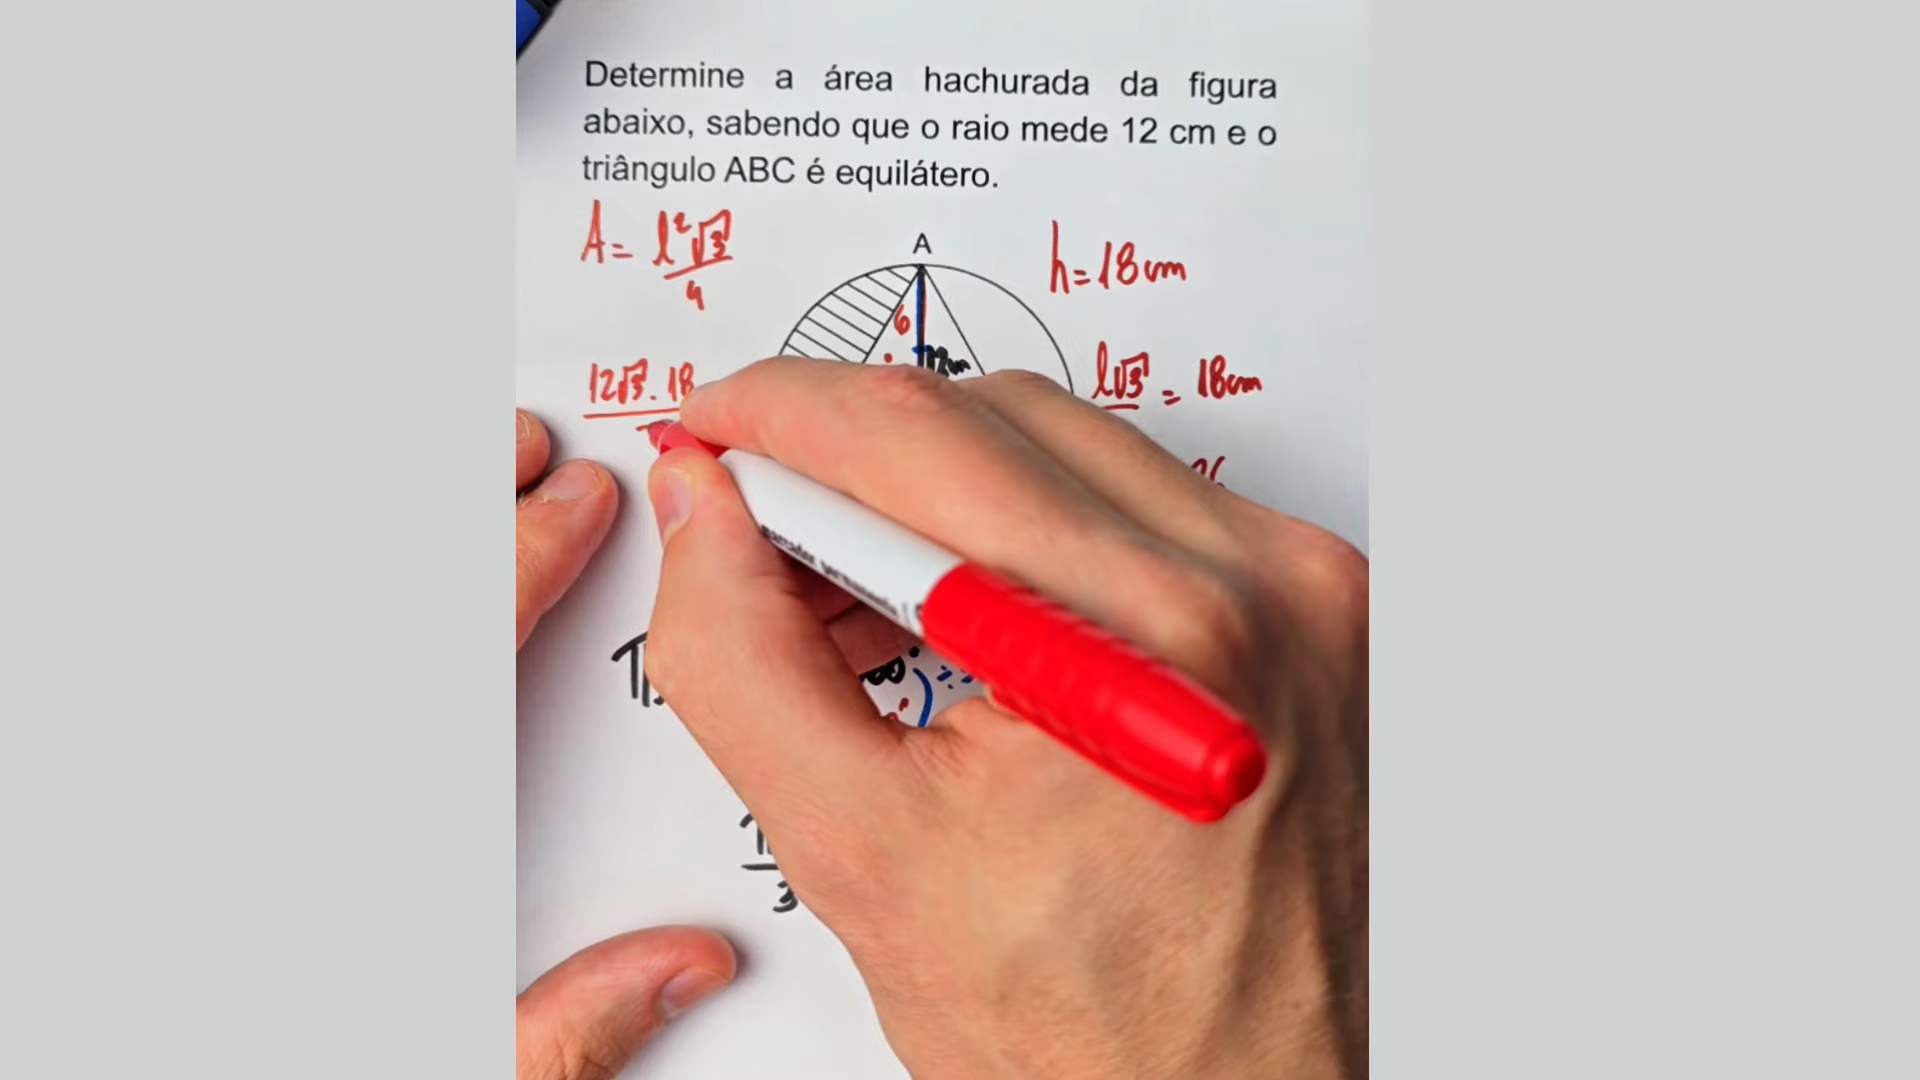 Determine a área hachurada da figura
abaixo, sabendo que o raio mede 12 cm e o
triângulo ABC é equilátero.
A = l²√3
4
A
h = 18cm
6
12cm
12√3 . 18
l√3 = 18cm
π
π
3